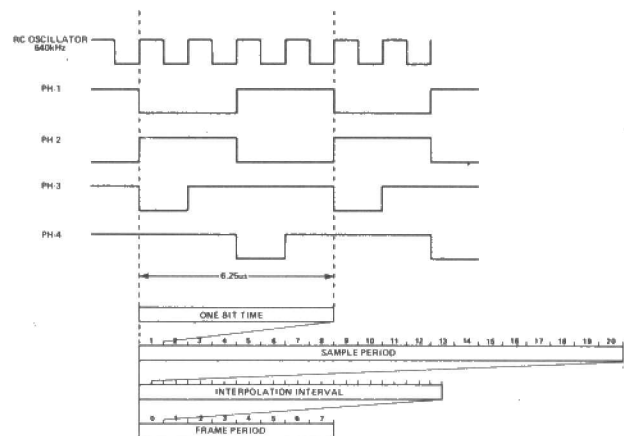 RC OSCILLATOR
640kHz
PH-1
PH 2
PH-3
PH-4
6.25us
ONE BIT TIME
1 2 3 4 5 6 7 8 9 10 11 12 13 14 15 16 17 18 19 20
SAMPLE PERIOD
INTERPOLATION INTERVAL
0 1 2 3 4 5 6 7
FRAME PERIOD